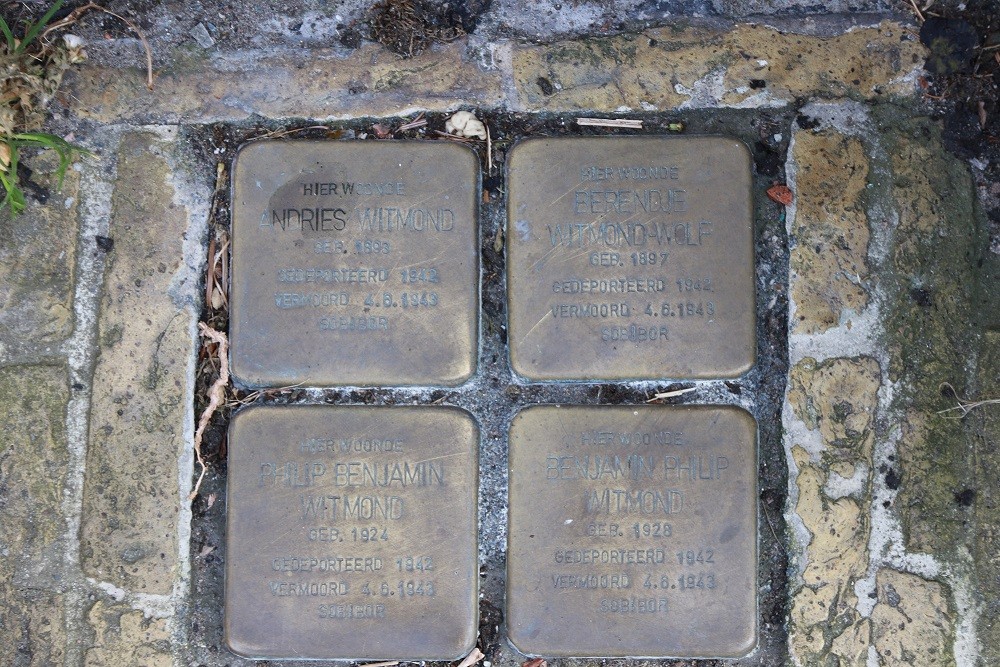 HIER WOONDE
ANDRIES WITMOND
GEB. 1893
GEDEPORTEERD 1942
VERMOORD 4.6.1943
SOBIBOR
HIER WOONDE
BERENDJE
WITMOND-WOLF
GEB. 1897
GEDEPORTEERD 1942
VERMOORD 4.6.1943
SOBIBOR
HIER WOONDE
PHILIP BENJAMIN
WITMOND
GEB. 1924
GEDEPORTEERD 1942
VERMOORD 4.6.1943
SOBIBOR
HIER WOONDE
BENJAMIN PHILIP
WITMOND
GEB. 1928
GEDEPORTEERD 1942
VERMOORD 4.6.1943
SOBIBOR